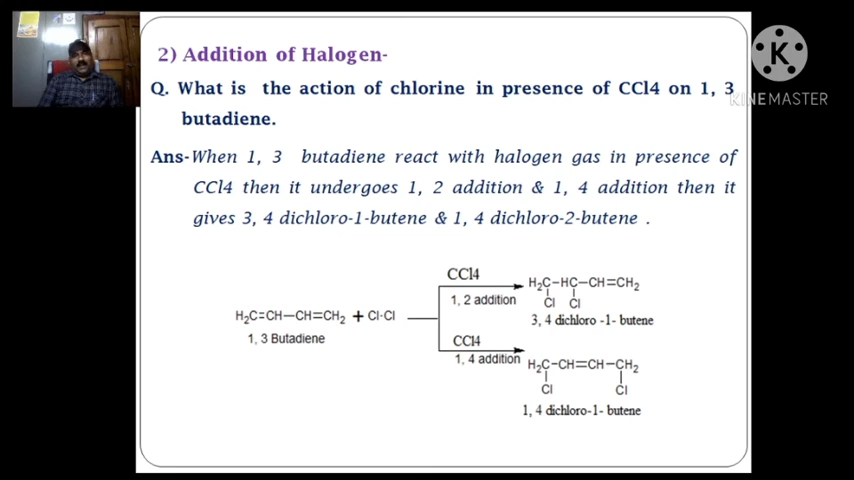 2) Addition of Halogen-
Q. What is the action of chlorine in presence of CCl4 on 1, 3
butadiene.
Ans-When 1, 3 butadiene react with halogen gas in presence of
CCl4 then it undergoes 1, 2 addition & 1, 4 addition then it
gives 3, 4 dichloro-1-butene & 1, 4 dichloro-2-butene .
CCl4
H₂C–HC–CH=CH₂
1, 2 addition
Cl Cl
3, 4 dichloro -1- butene
H₂C=CH–CH=CH₂ + Cl-Cl
1, 3 Butadiene
CCl4
1, 4 addition
H₂C–CH=CH–CH₂
Cl Cl
1, 4 dichloro-1- butene
K
KINEMASTER